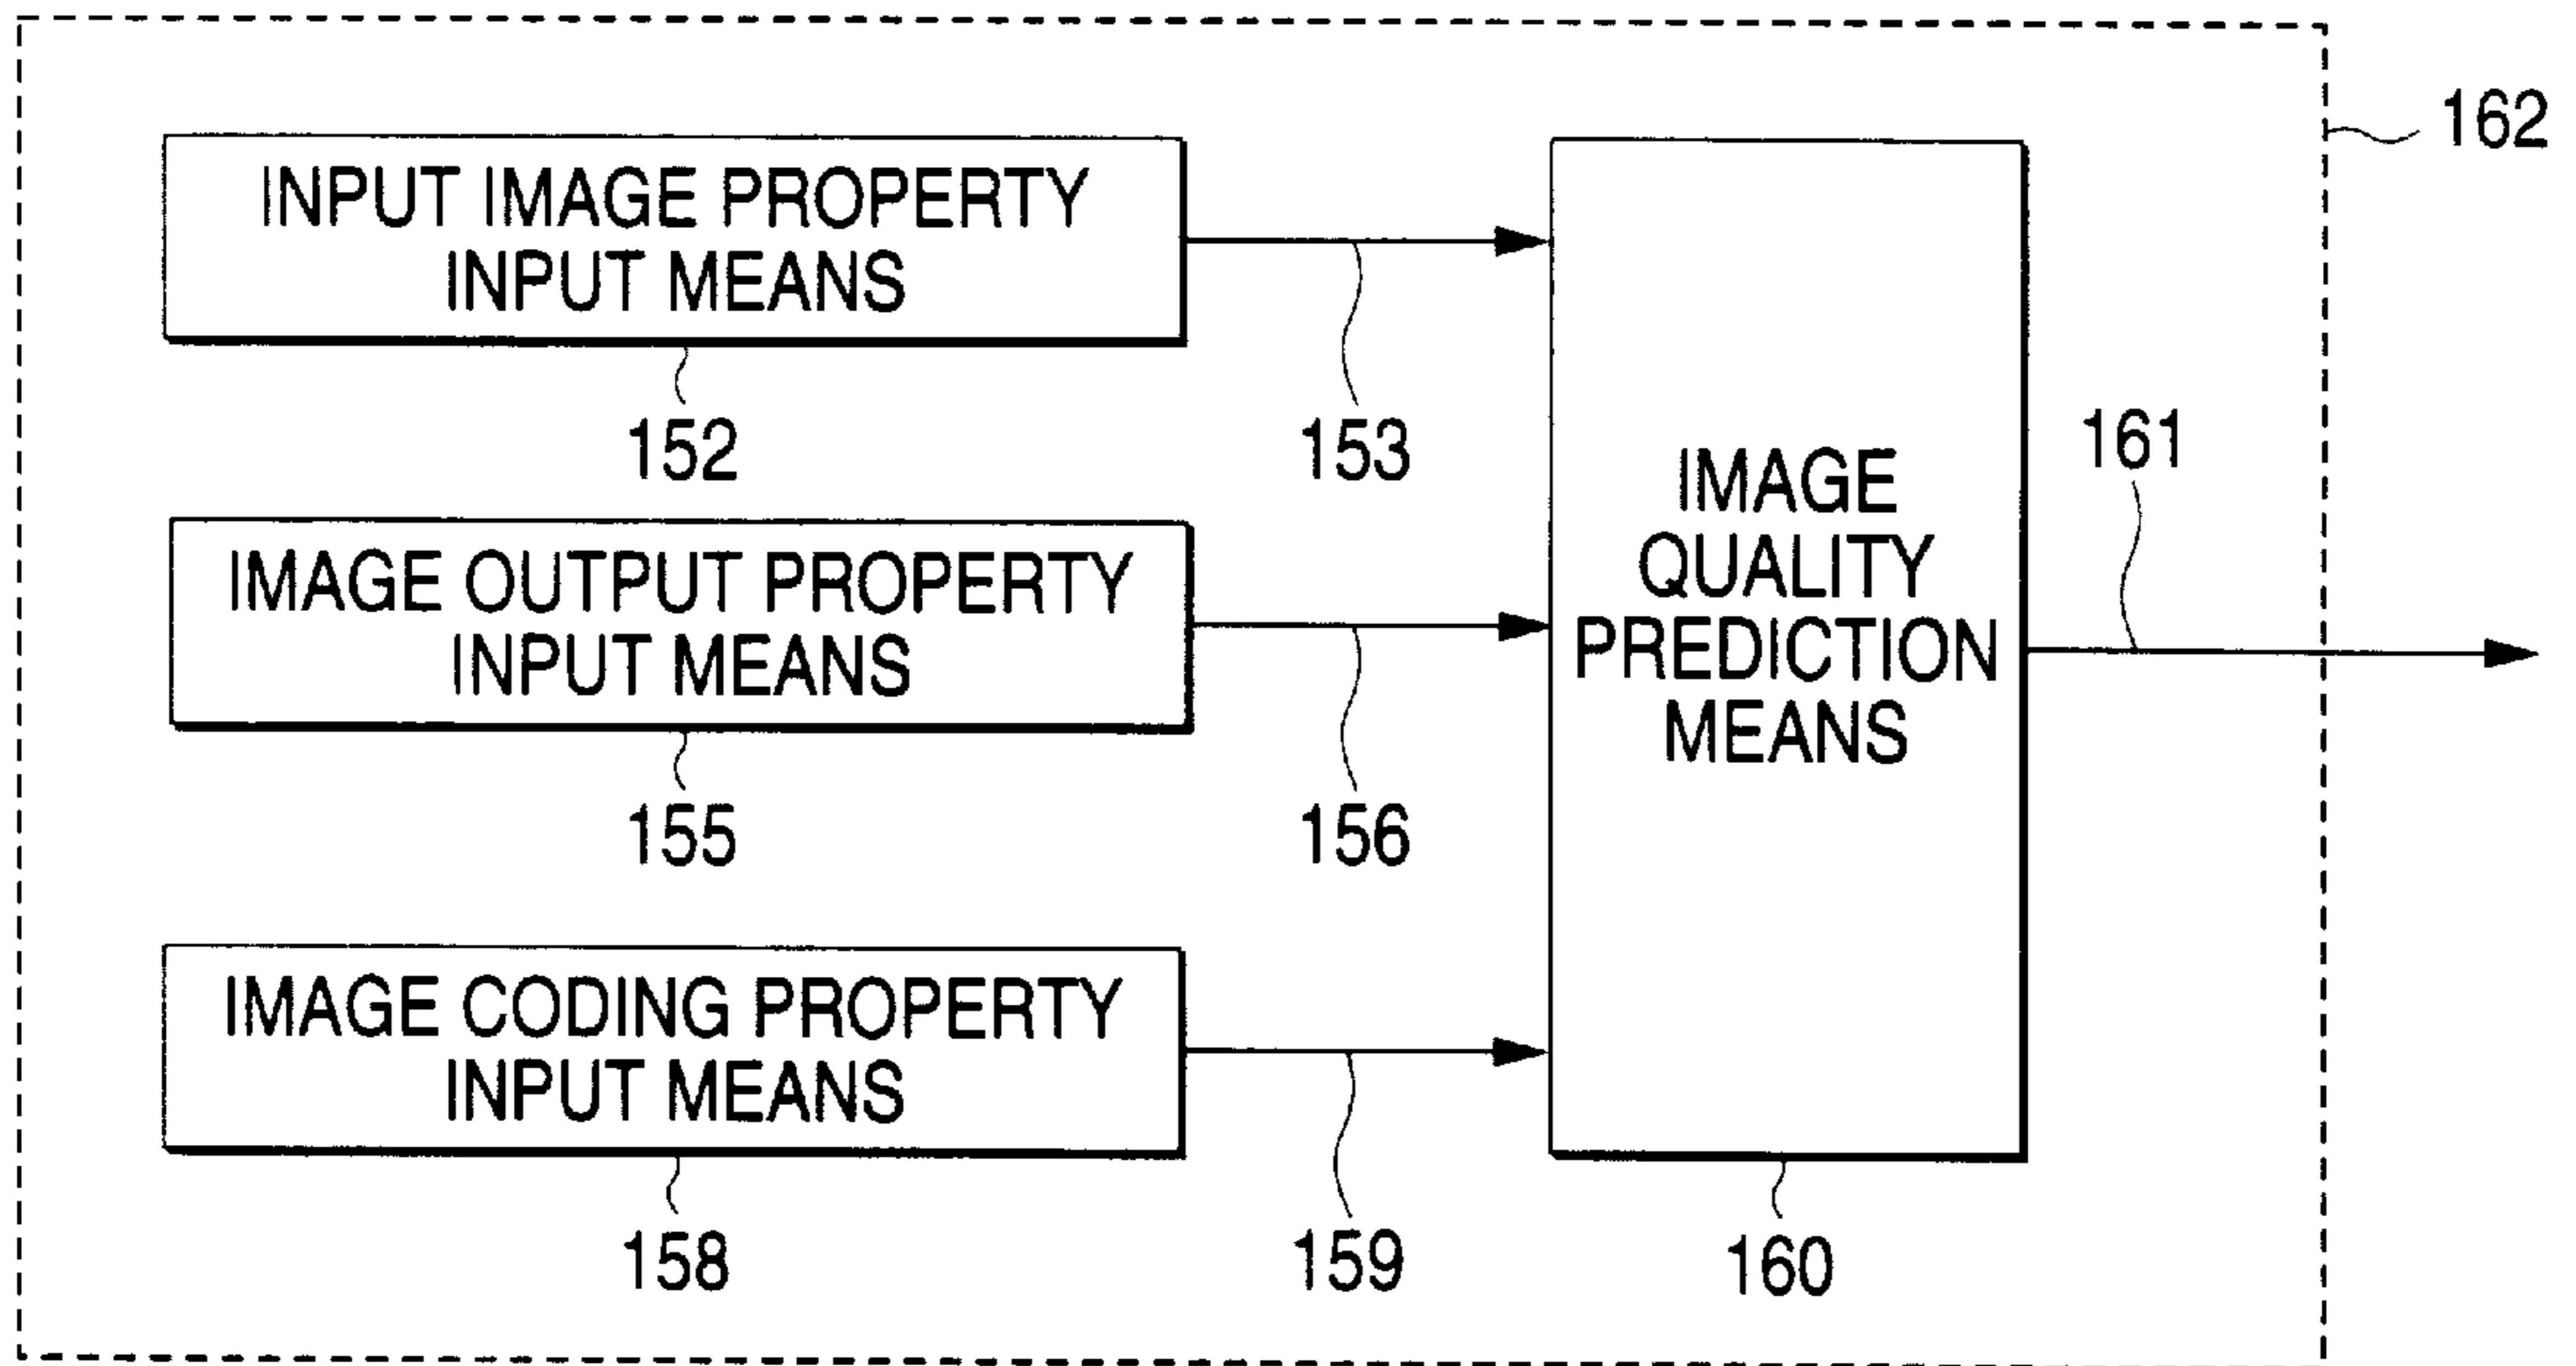 162
INPUT IMAGE PROPERTY
INPUT MEANS
152
153
IMAGE OUTPUT PROPERTY
INPUT MEANS
155
156
IMAGE CODING PROPERTY
INPUT MEANS
158
159
IMAGE
QUALITY
PREDICTION
MEANS
160
161